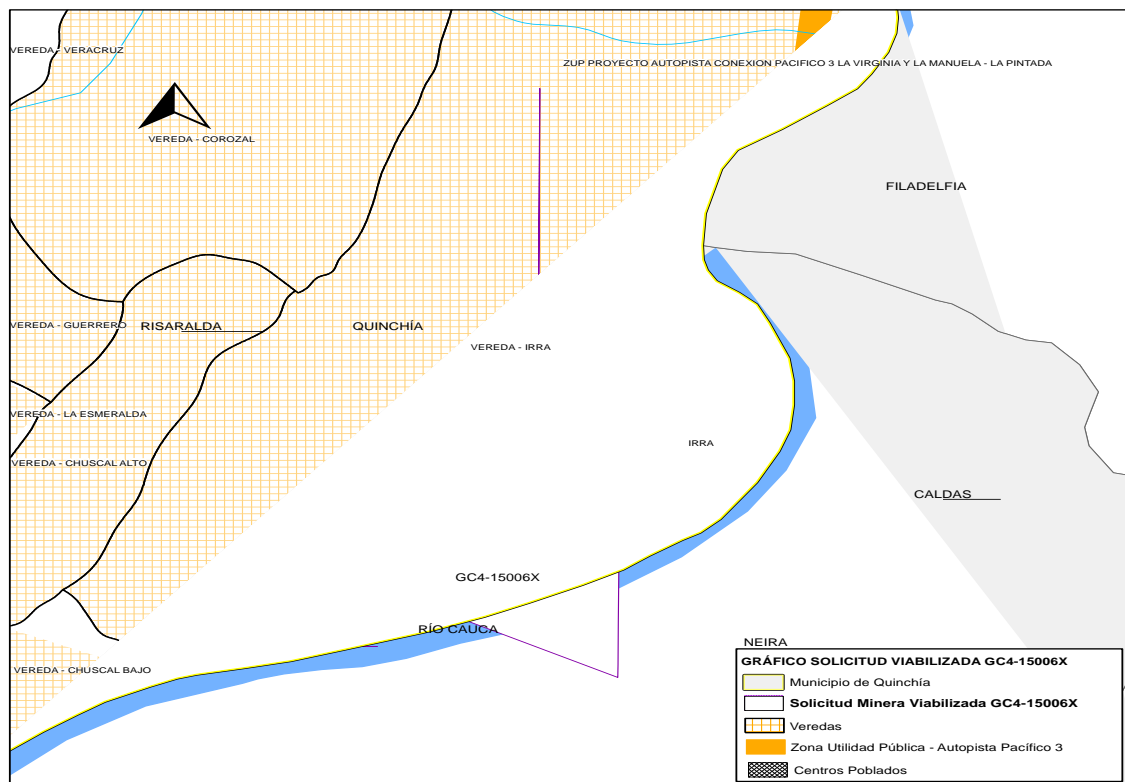 VEREDA - VERACRUZ
ZUP PROYECTO AUTOPISTA CONEXION PACIFICO 3 LA VIRGINIA Y LA MANUELA - LA PINTADA
VEREDA - COROZAL
FILADELFIA
VEREDA - GUERRERO
RISARALDA
QUINCHÍA
VEREDA - IRRA
VEREDA - LA ESMERALDA
IRRA
VEREDA - CHUSCAL ALTO
CALDAS
GC4-15006X
RÍO CAUCA
NEIRA
VEREDA - CHUSCAL BAJO
GRÁFICO SOLICITUD VIABILIZADA GC4-15006X
Municipio de Quinchía
Solicitud Minera Viabilizada GC4-15006X
Veredas
Zona Utilidad Pública - Autopista Pacífico 3
Centros Poblados